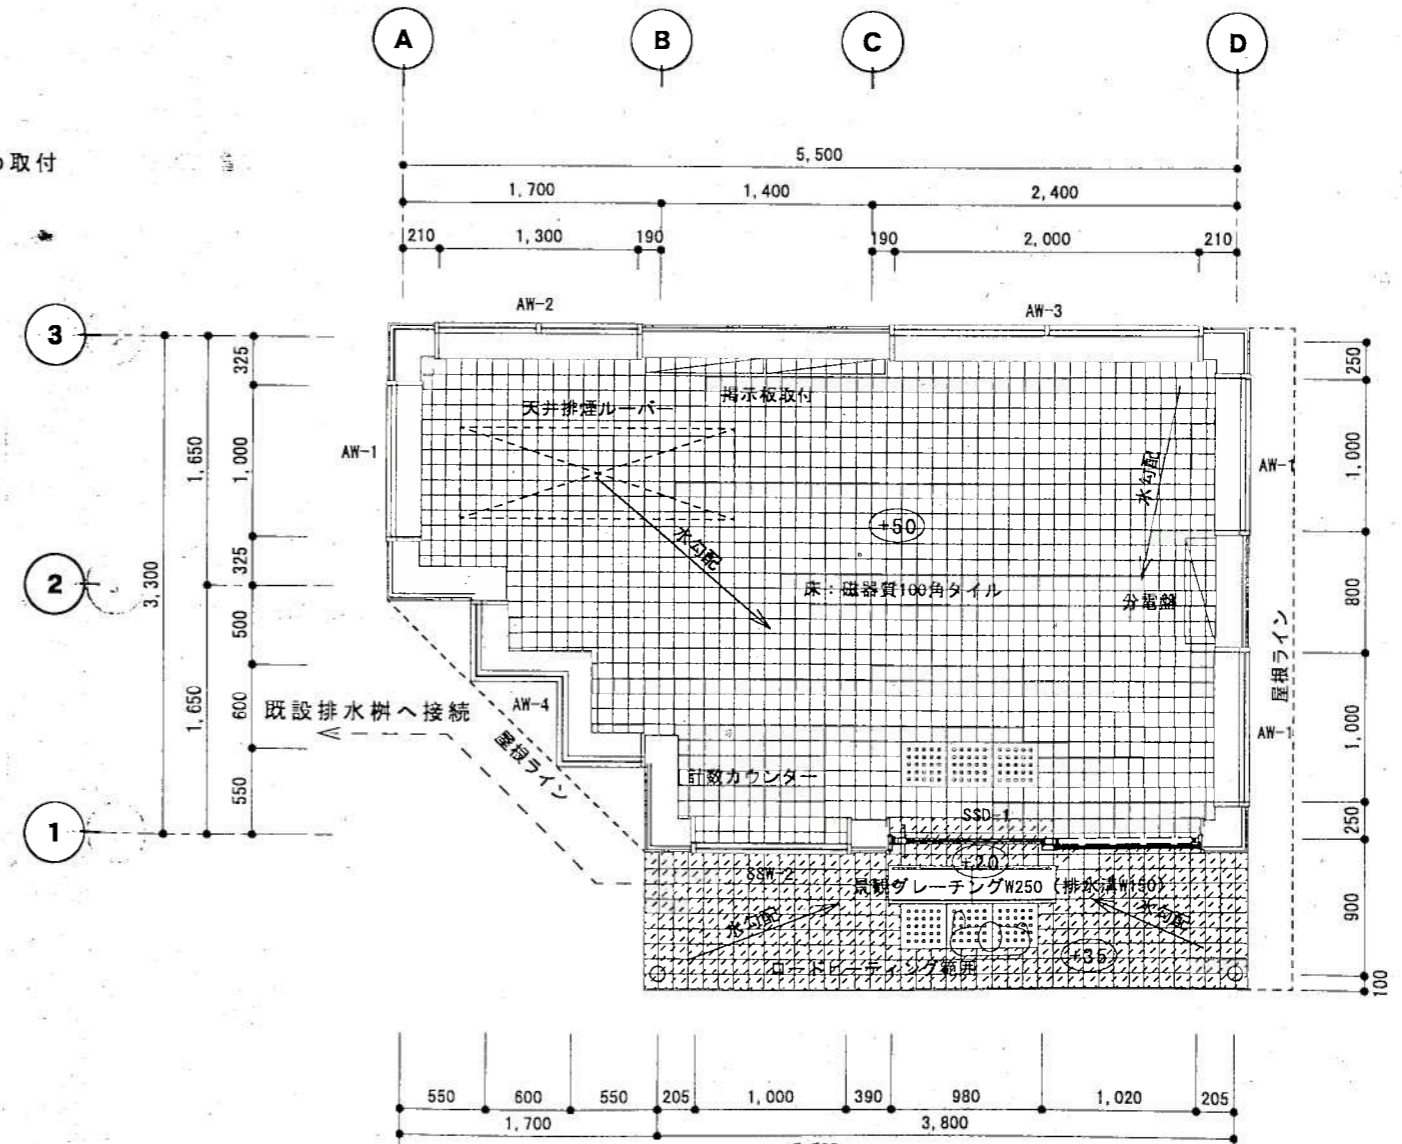 A
B
C
D
取付
5,500
1,700
1,400
2,400
210
1,300
190
190
2,000
210
AW-2
AW-3
3
325
250
掲示板取付
天井排煙ルーバー
AW-1
1,650
1,000
水勾配
AW-1
1,000
+50
水勾配
2
3,300
325
床:磁器質100角タイル
分電盤
800
500
屋根ライン
既設排水桝へ接続
AW-4
600
1,650
屋根ライン
AW-1
1,000
計数カウンター
550
SSD-1
1
250
+20
SSW-2
景観グレーチングW250(排水溝W150)
900
水勾配
水勾配
+35
ロードヒーティング範囲
100
550
600
550
205
1,000
390
980
1,020
205
1,700
3,800